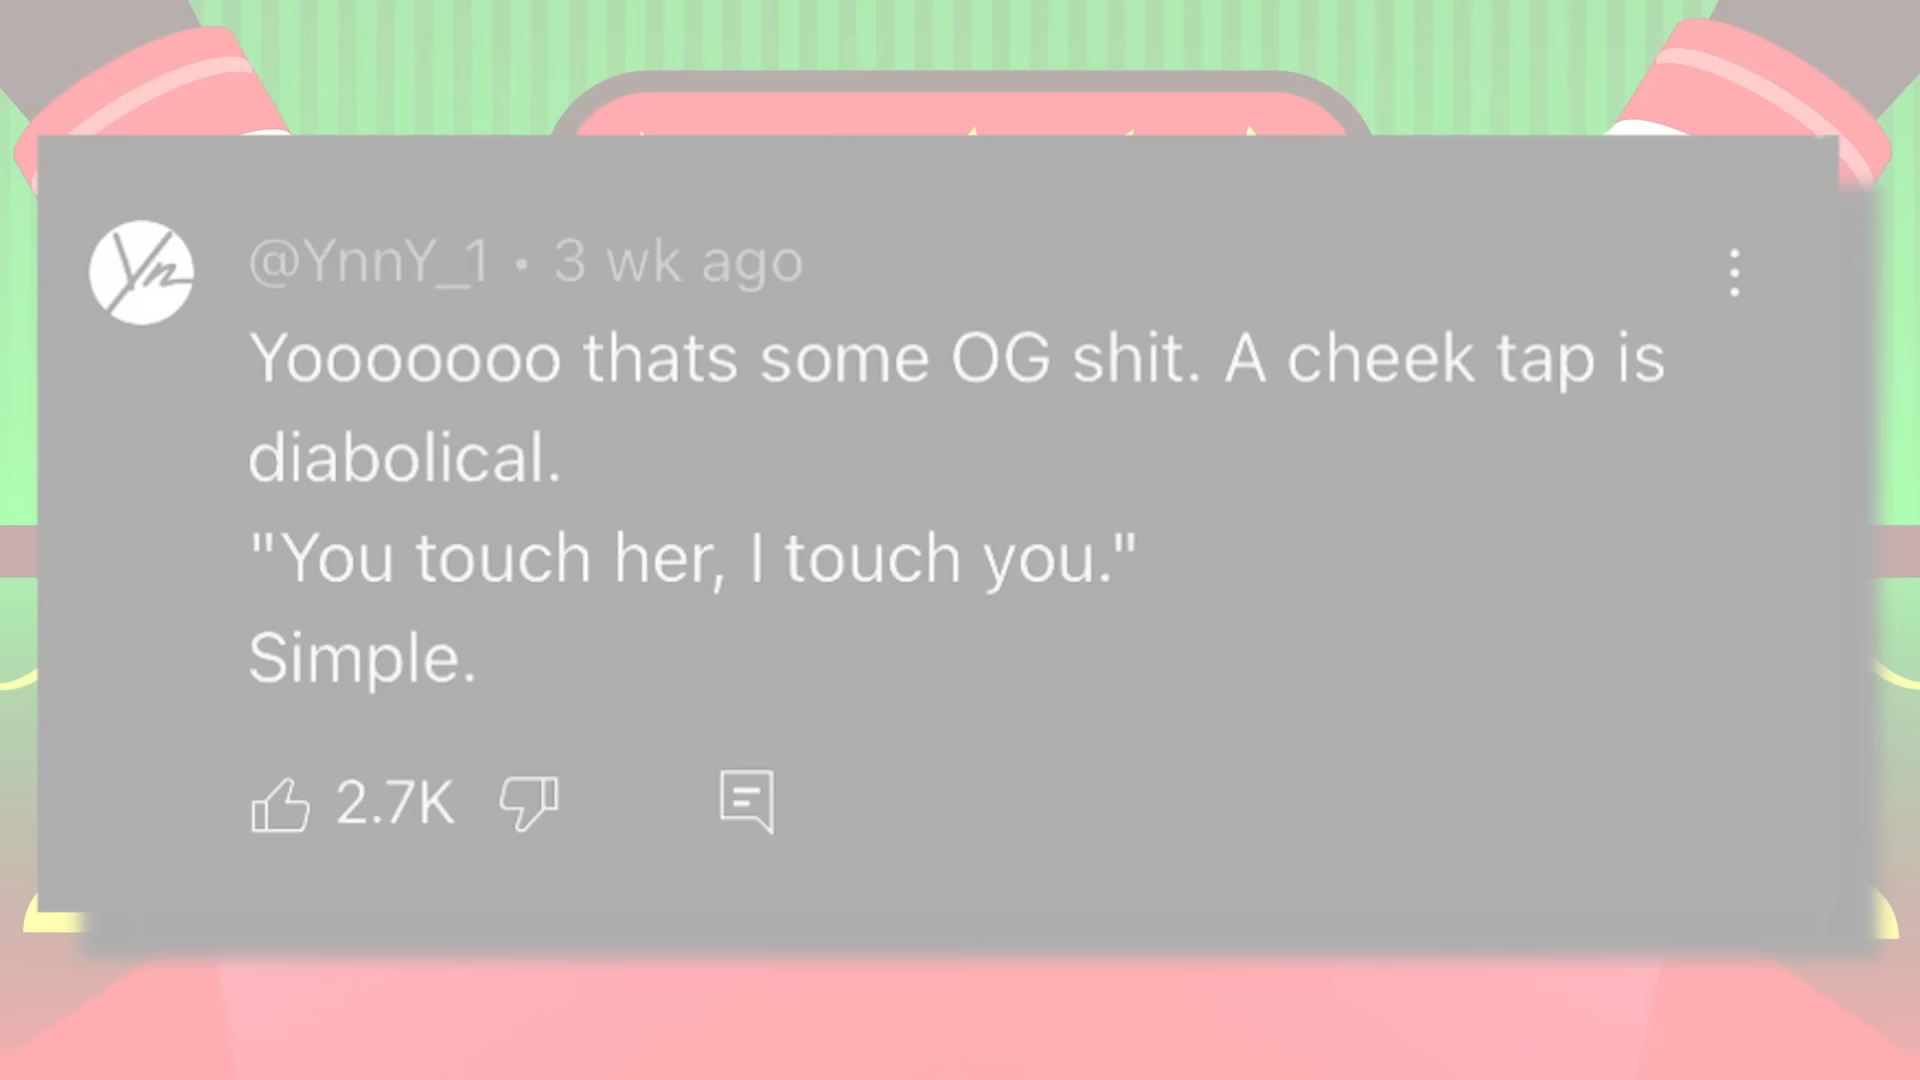 Yn
@YnnY_1 • 3 wk ago
Yooooooo thats some OG shit. A cheek tap is
diabolical.
"You touch her, I touch you."
Simple.
2.7K